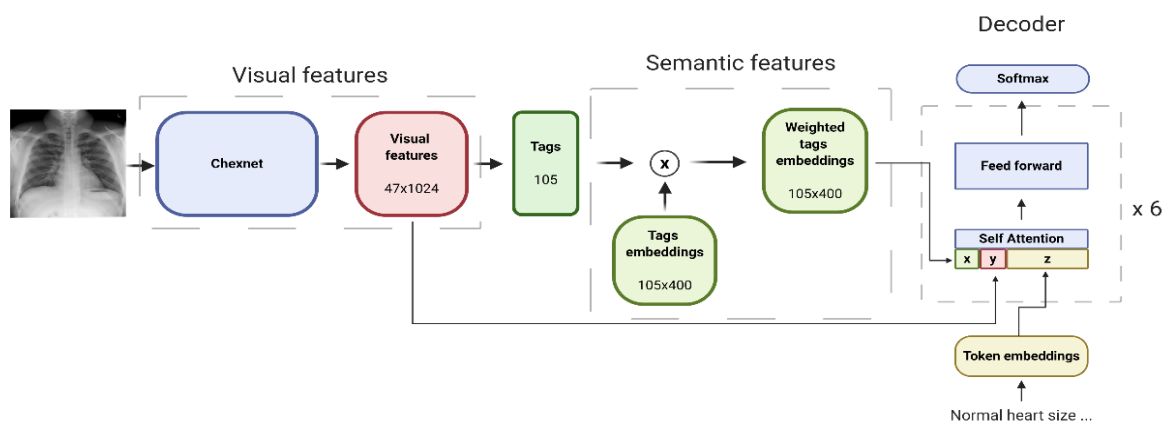 Decoder
Visual features
Semantic features
Softmax
Chexnet
Visual
features
47x1024
Tags
105
x
Weighted
tags
embeddings
105x400
Feed forward
x 6
Tags
embeddings
105x400
Self Attention
x y z
Token embeddings
Normal heart size ...